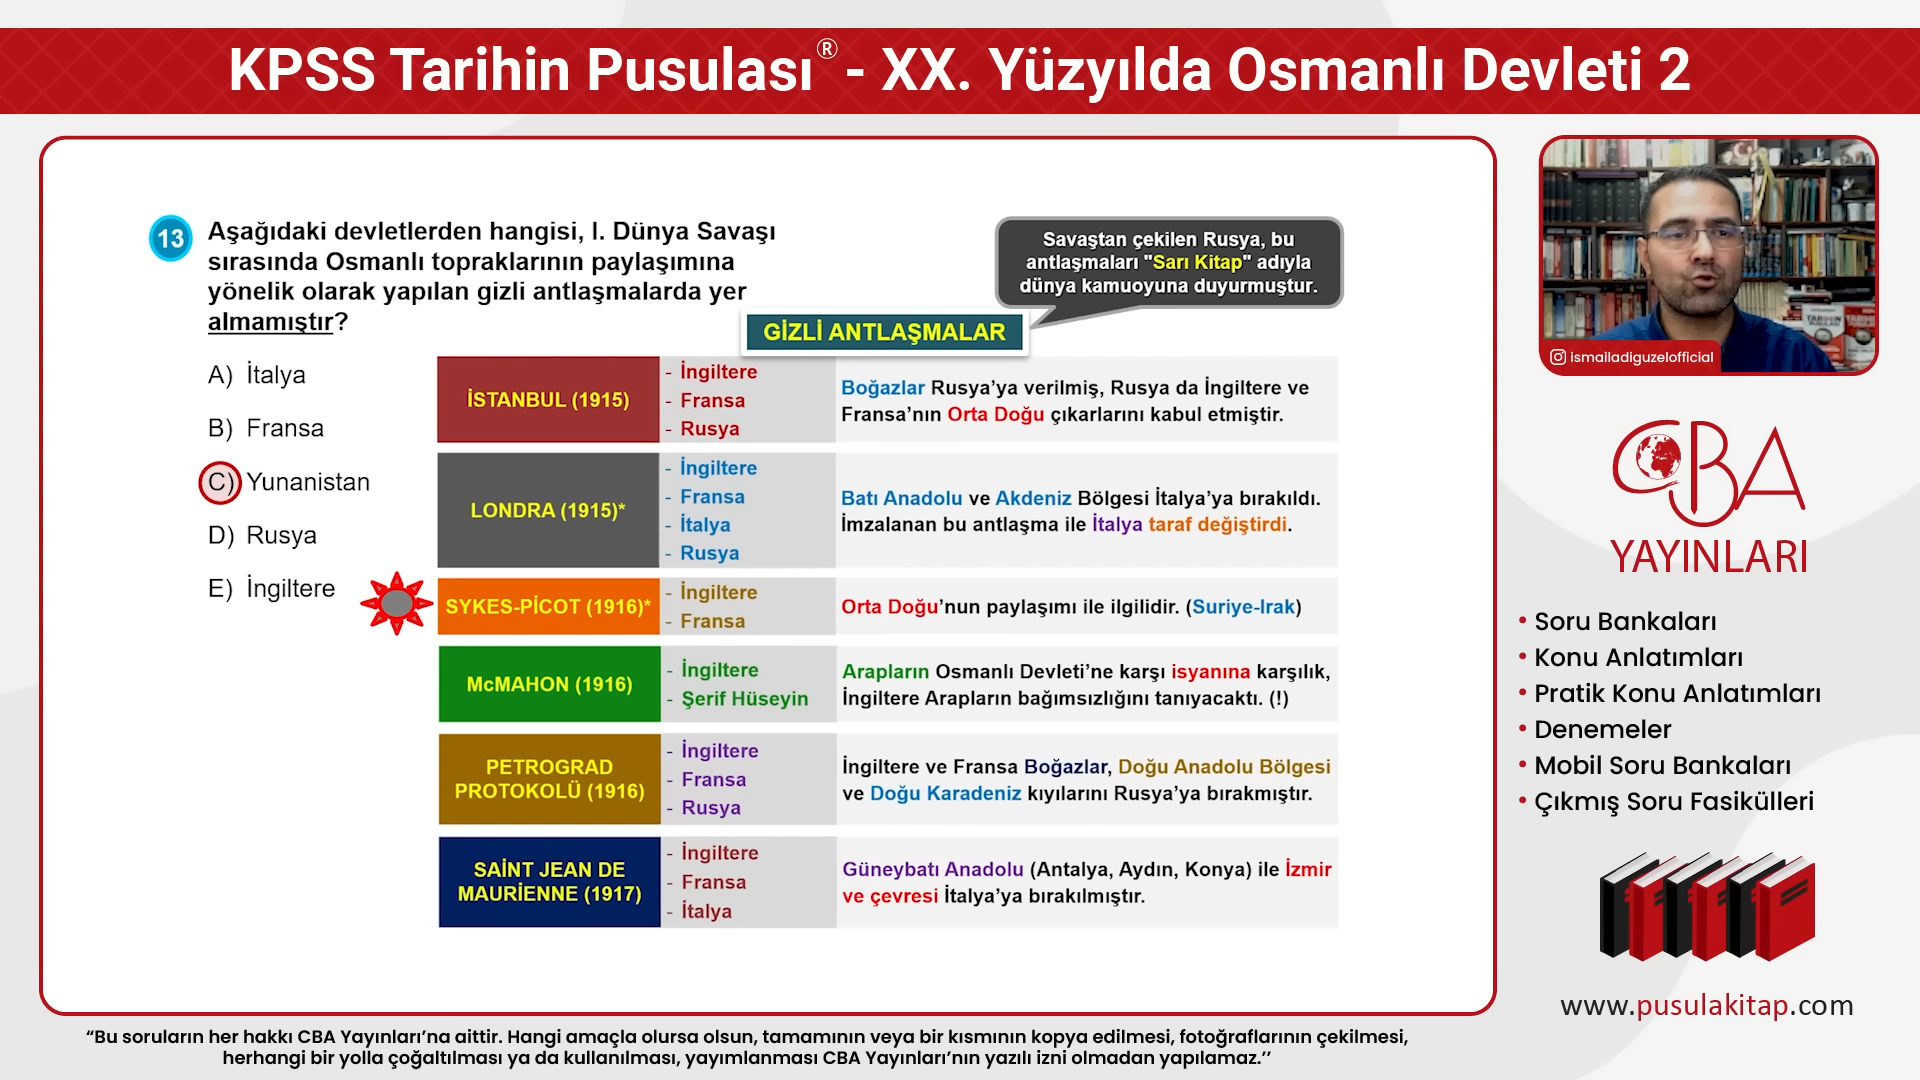 KPSS Tarihin Pusulası® - XX. Yüzyılda Osmanlı Devleti 2
13
Aşağıdaki devletlerden hangisi, I. Dünya Savaşı
sırasında Osmanlı topraklarının paylaşımına
yönelik olarak yapılan gizli antlaşmalarda yer
almamıştır?
A) İtalya
B) Fransa
C) Yunanistan
D) Rusya
E) İngiltere
Savaştan çekilen Rusya, bu
antlaşmaları "Sarı Kitap" adıyla
dünya kamuoyuna duyurmuştur.
GİZLİ ANTLAŞMALAR
İSTANBUL (1915)
- İngiltere
- Fransa
- Rusya
Boğazlar Rusya’ya verilmiş, Rusya da İngiltere ve
Fransa’nın Orta Doğu çıkarlarını kabul etmiştir.
LONDRA (1915)*
- İngiltere
- Fransa
- İtalya
- Rusya
Batı Anadolu ve Akdeniz Bölgesi İtalya’ya bırakıldı.
İmzalanan bu antlaşma ile İtalya taraf değiştirdi.
SYKES-PİCOT (1916)*
- İngiltere
- Fransa
Orta Doğu’nun paylaşımı ile ilgilidir. (Suriye-Irak)
McMAHON (1916)
- İngiltere
- Şerif Hüseyin
Arapların Osmanlı Devleti’ne karşı isyanına karşılık,
İngiltere Arapların bağımsızlığını tanıyacaktı. (!)
PETROGRAD
PROTOKOLÜ (1916)
- İngiltere
- Fransa
- Rusya
İngiltere ve Fransa Boğazlar, Doğu Anadolu Bölgesi
ve Doğu Karadeniz kıyılarını Rusya’ya bırakmıştır.
SAİNT JEAN DE
MAURİENNE (1917)
- İngiltere
- Fransa
- İtalya
Güneybatı Anadolu (Antalya, Aydın, Konya) ile İzmir
ve çevresi İtalya’ya bırakılmıştır.
ismailadiguzelofficial
CBA
YAYINLARI
• Soru Bankaları
• Konu Anlatımları
• Pratik Konu Anlatımları
• Denemeler
• Mobil Soru Bankaları
• Çıkmış Soru Fasikülleri
www.pusulakitap.com
“Bu soruların her hakkı CBA Yayınları’na aittir. Hangi amaçla olursa olsun, tamamının veya bir kısmının kopya edilmesi, fotoğraflarının çekilmesi,
herhangi bir yolla çoğaltılması ya da kullanılması, yayımlanması CBA Yayınları’nın yazılı izni olmadan yapılamaz.’’